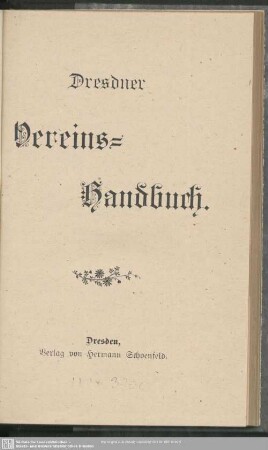 Dresdner
Vereins=
Handbuch.
Dresden,
Verlag von Hermann Schoenfeld.